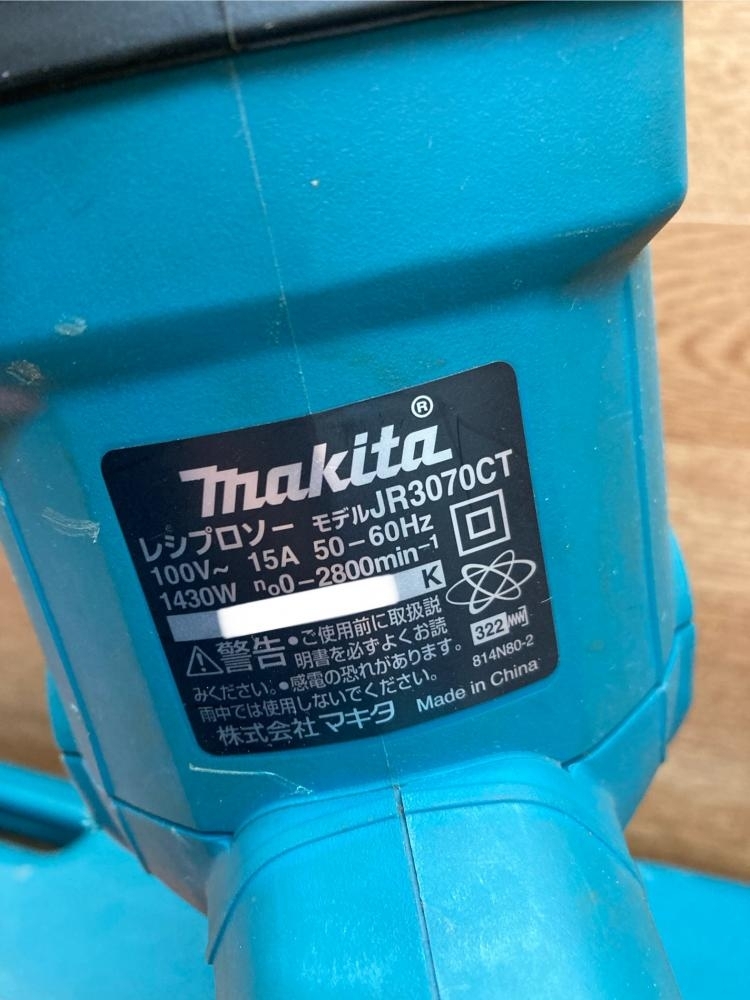 makita®
レシプロソー モデルJR3070CT
100V~ 15A 50-60Hz
1430W n₀0-2800min⁻¹
K
⚠警告 •ご使用前に取扱説
明書を必ずよくお読
みください。•感電の恐れがあります。
雨中では使用しないでください。
株式会社 マキタ Made in China
322
814N80-2